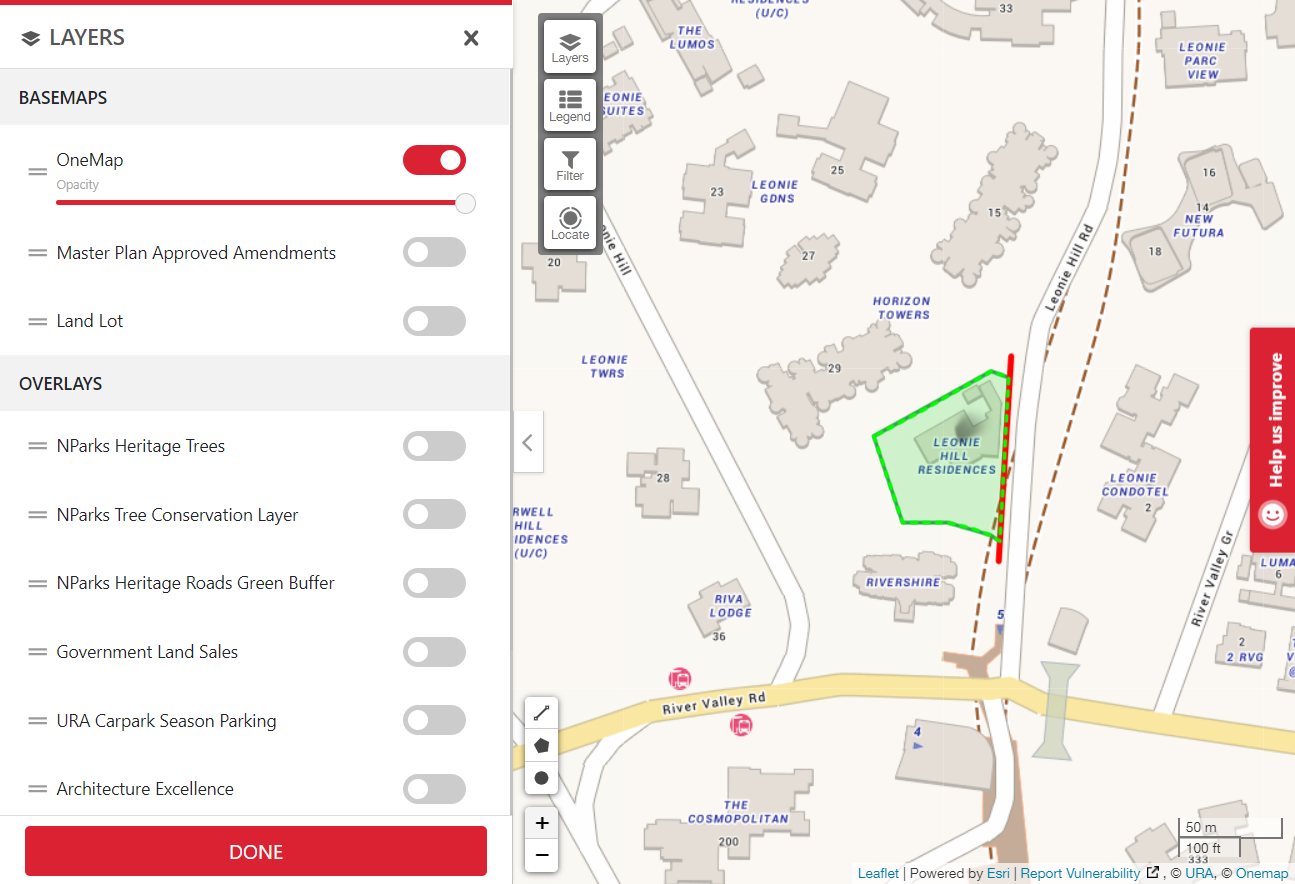 LAYERS
BASEMAPS
OneMap
Opacity
Master Plan Approved Amendments
Land Lot
OVERLAYS
NParks Heritage Trees
NParks Tree Conservation Layer
NParks Heritage Roads Green Buffer
Government Land Sales
URA Carpark Season Parking
Architecture Excellence
DONE
Layers
Legend
Filter
Locate
RESIDENCES
(U/C)
33
THE
LUMOS
LEONIE
PARC
VIEW
EONIE
SUITES
23
LEONIE
GDNS
25
15
16
14
NEW
FUTURA
18
20
onie Hill
27
Leonie Hill Rd
HORIZON
TOWERS
LEONIE
TWRS
29
LEONIE
HILL
RESIDENCES
28
LEONIE
CONDOTEL
2
RWELL
HILL
IDENCES
(U/C)
RIVERSHIRE
RIVA
LODGE
36
5
River Valley Gr
LUMA
6
2
2 RVG
River Valley Rd
4
THE
COSMOPOLITAN
200
Help us improve
+
−
50 m
100 ft
333
Leaflet | Powered by Esri | Report Vulnerability , © URA, © Onemap